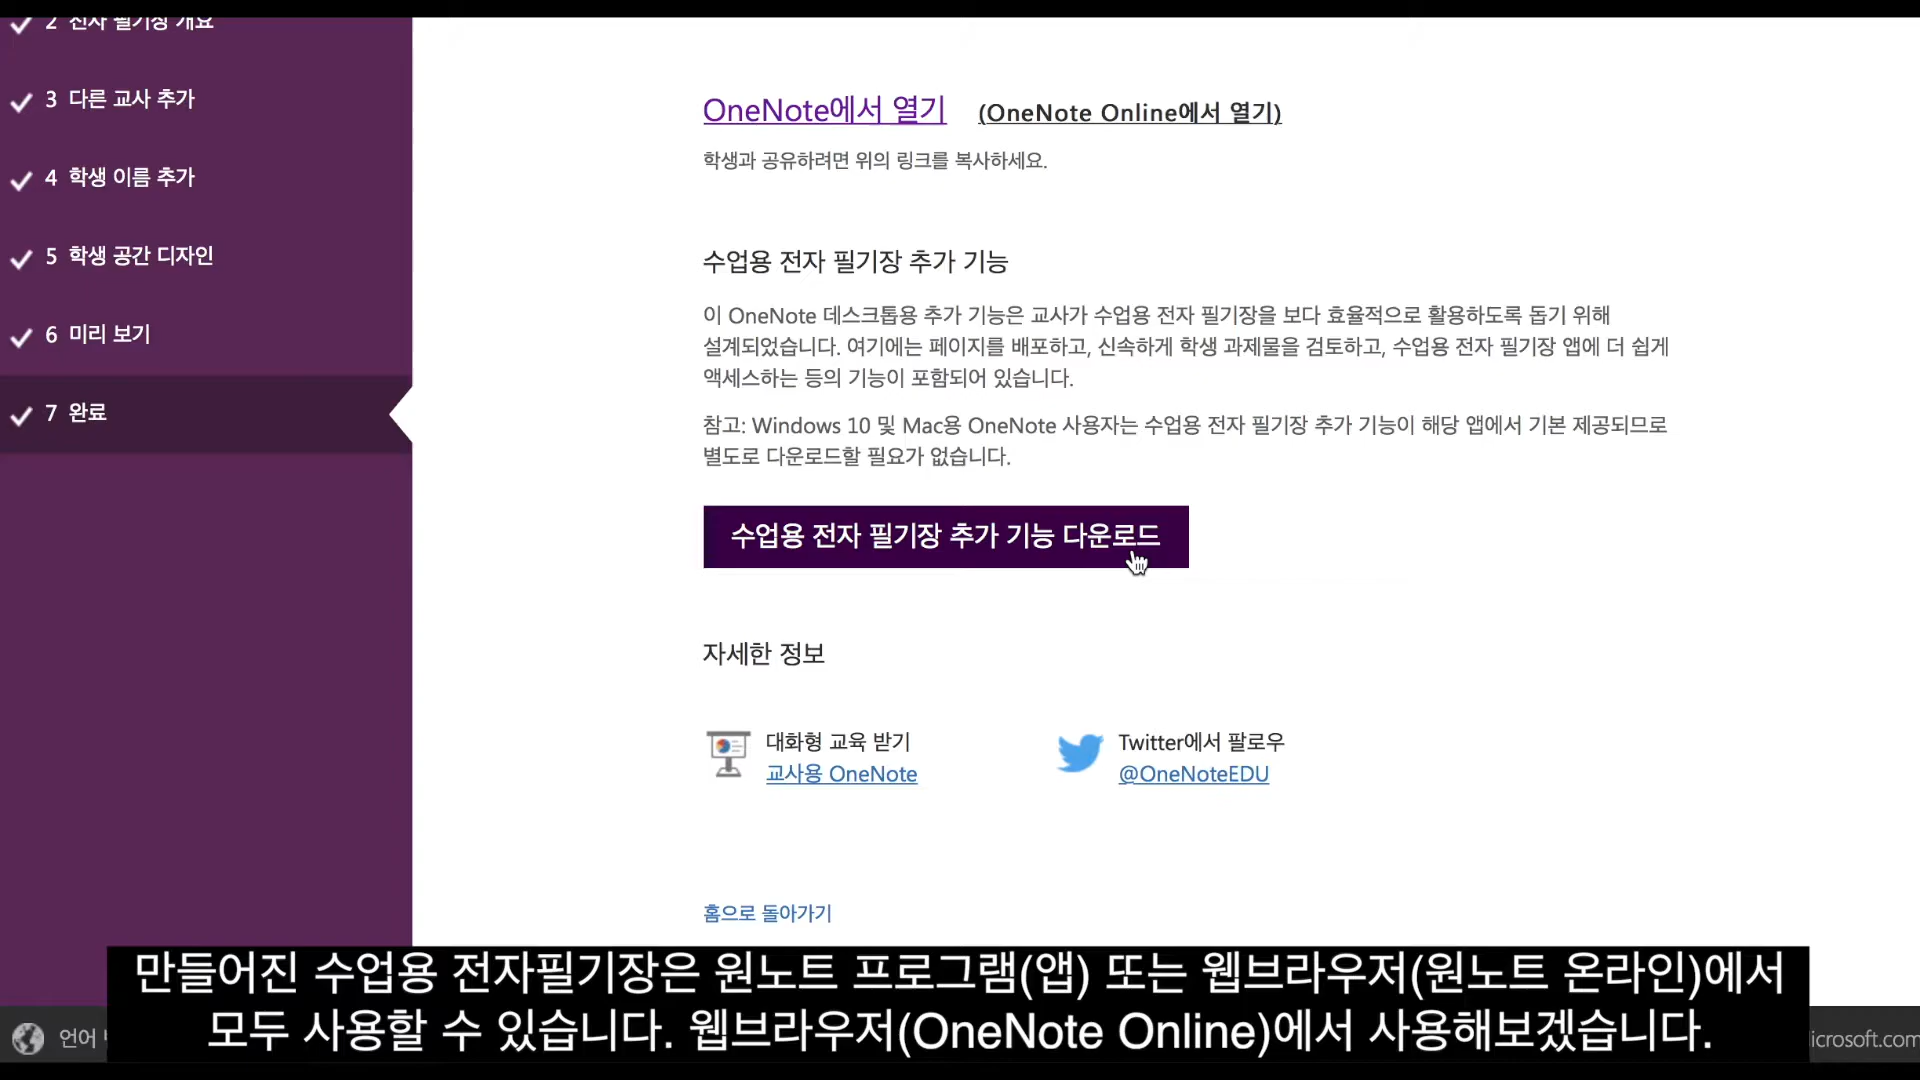 2 전자 필기장 개요
3 다른 교사 추가
4 학생 이름 추가
5 학생 공간 디자인
6 미리 보기
7 완료
OneNote에서 열기 (OneNote Online에서 열기)
학생과 공유하려면 위의 링크를 복사하세요.
수업용 전자 필기장 추가 기능
이 OneNote 데스크톱용 추가 기능은 교사가 수업용 전자 필기장을 보다 효율적으로 활용하도록 돕기 위해
설계되었습니다. 여기에는 페이지를 배포하고, 신속하게 학생 과제물을 검토하고, 수업용 전자 필기장 앱에 더 쉽게
액세스하는 등의 기능이 포함되어 있습니다.
참고: Windows 10 및 Mac용 OneNote 사용자는 수업용 전자 필기장 추가 기능이 해당 앱에서 기본 제공되므로
별도로 다운로드할 필요가 없습니다.
수업용 전자 필기장 추가 기능 다운로드
자세한 정보
대화형 교육 받기
교사용 OneNote
Twitter에서 팔로우
@OneNoteEDU
홈으로 돌아가기
만들어진 수업용 전자필기장은 원노트 프로그램(앱) 또는 웹브라우저(원노트 온라인)에서
모두 사용할 수 있습니다. 웹브라우저(OneNote Online)에서 사용해보겠습니다.
언어
icrosoft.com